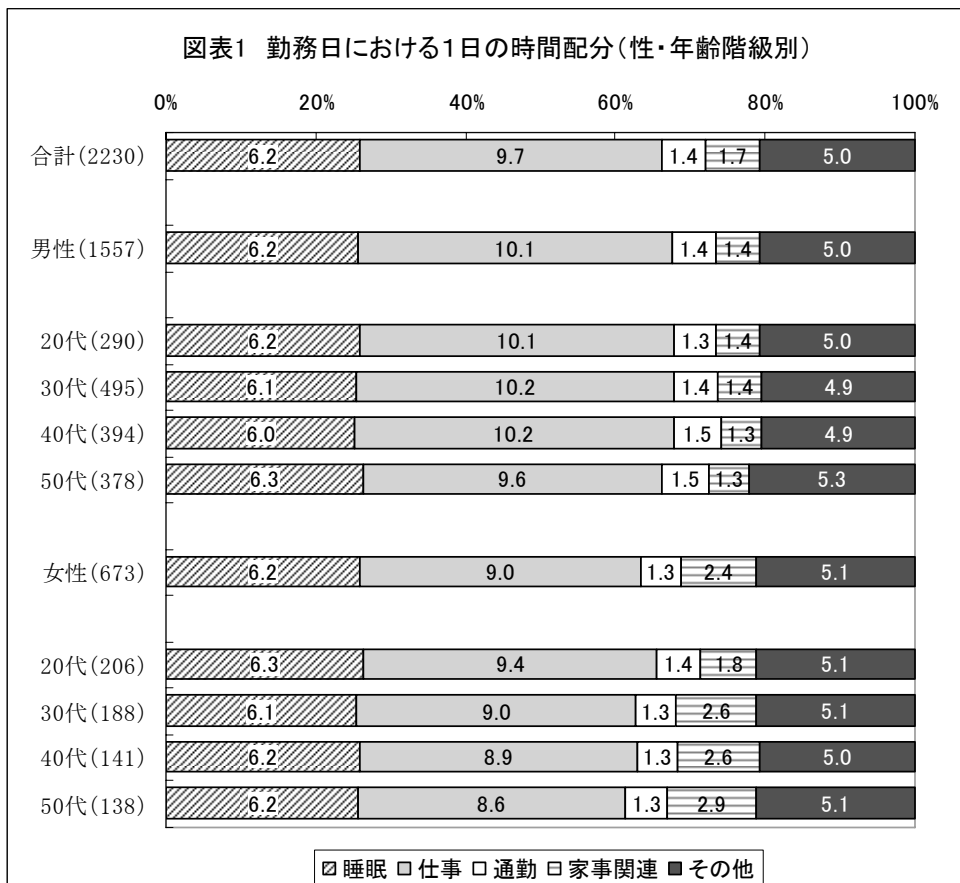 図表1 勤務日における1日の時間配分(性・年齢階級別)
0% 20% 40% 60% 80% 100%
合計(2230) 6.2 9.7 1.4 1.7 5.0
男性(1557) 6.2 10.1 1.4 1.4 5.0
20代(290) 6.2 10.1 1.3 1.4 5.0
30代(495) 6.1 10.2 1.4 1.4 4.9
40代(394) 6.0 10.2 1.5 1.3 4.9
50代(378) 6.3 9.6 1.5 1.3 5.3
女性(673) 6.2 9.0 1.3 2.4 5.1
20代(206) 6.3 9.4 1.4 1.8 5.1
30代(188) 6.1 9.0 1.3 2.6 5.1
40代(141) 6.2 8.9 1.3 2.6 5.0
50代(138) 6.2 8.6 1.3 2.9 5.1
睡眠 仕事 通勤 家事関連 その他